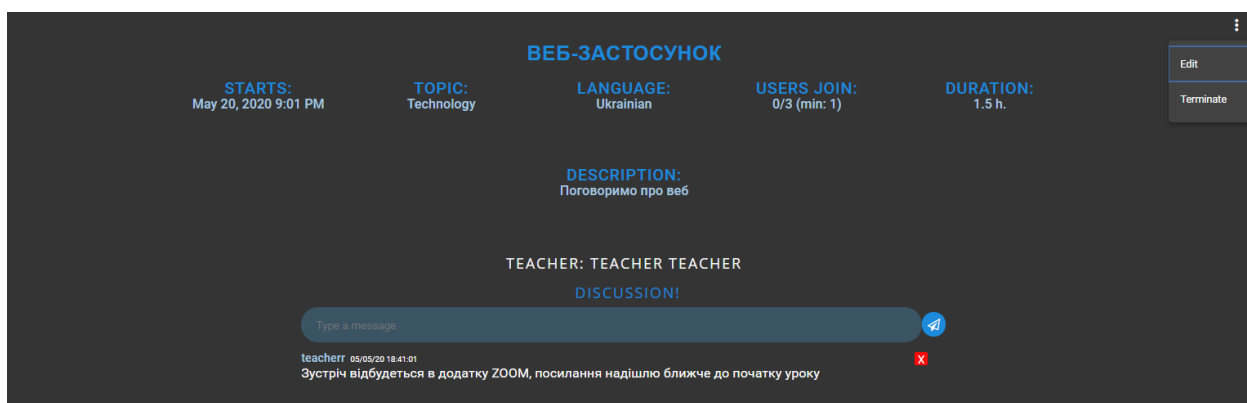 ВЕБ-ЗАСТОСУНОК
Edit
Terminate
STARTS:
May 20, 2020 9:01 PM
TOPIC:
Technology
LANGUAGE:
Ukrainian
USERS JOIN:
0/3 (min: 1)
DURATION:
1.5 h.
DESCRIPTION:
Поговоримо про веб
TEACHER: TEACHER TEACHER
DISCUSSION!
Type a message
teacherr 05/05/20 18:41:01
X
Зустріч відбудеться в додатку ZOOM, посилання надішлю ближче до початку уроку